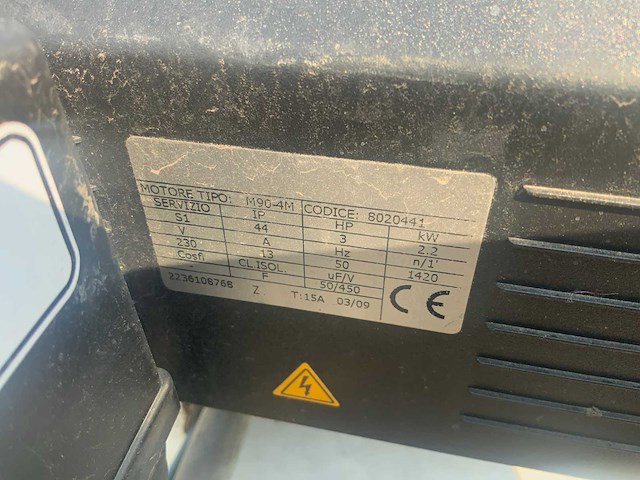 MOTORE TIPO: M90-4M CODICE: 8020441
SERVIZIO IP HP kW
S1 44 3 2.2
V A Hz n/1'
230 13 50 1420
Cosfi CL ISOL. uF/V
- F 50/450
2236108768 Z T:15A 03/09 CE